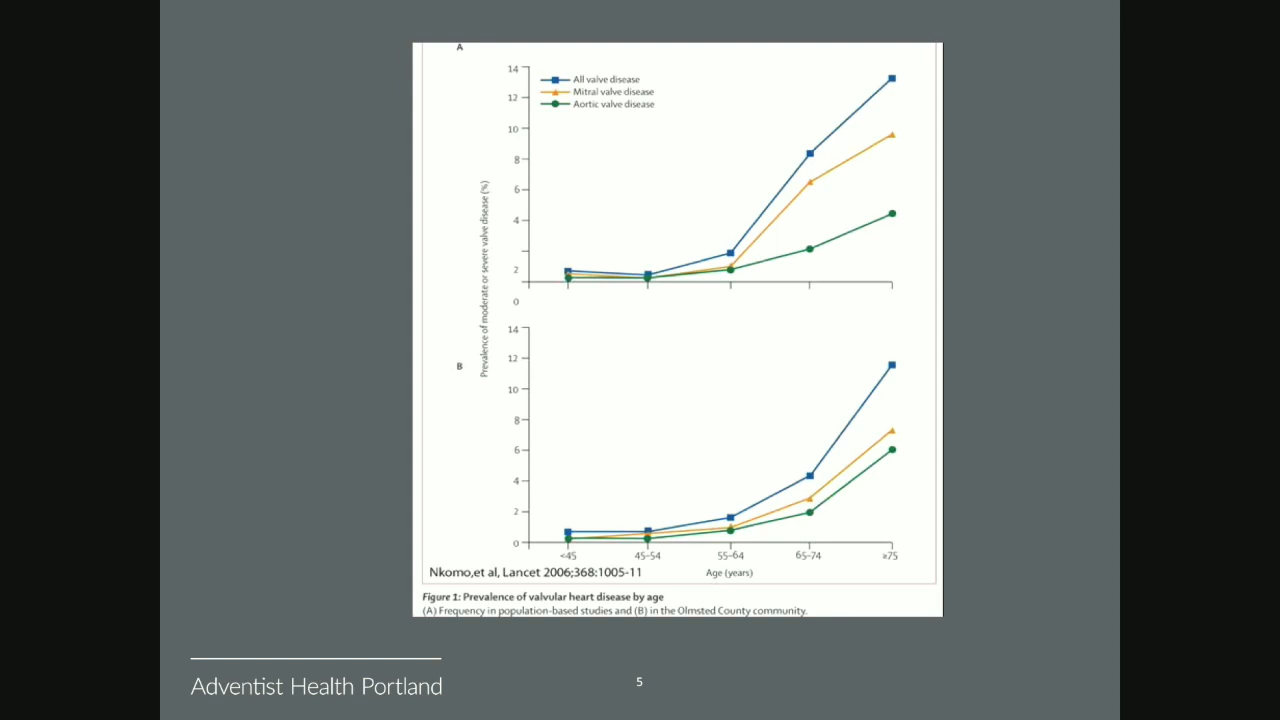 A
14
12
10
8
6
4
2
0
All valve disease
Mitral valve disease
Aortic valve disease
Prevalence of moderate or severe valve disease (%)
B
14
12
10
8
6
4
2
0
<45
45-54
55-64
65-74
≥75
Age (years)
Nkomo,et al, Lancet 2006;368:1005-11
Figure 1: Prevalence of valvular heart disease by age
(A) Frequency in population-based studies and (B) in the Olmsted County community.
Adventist Health Portland
5